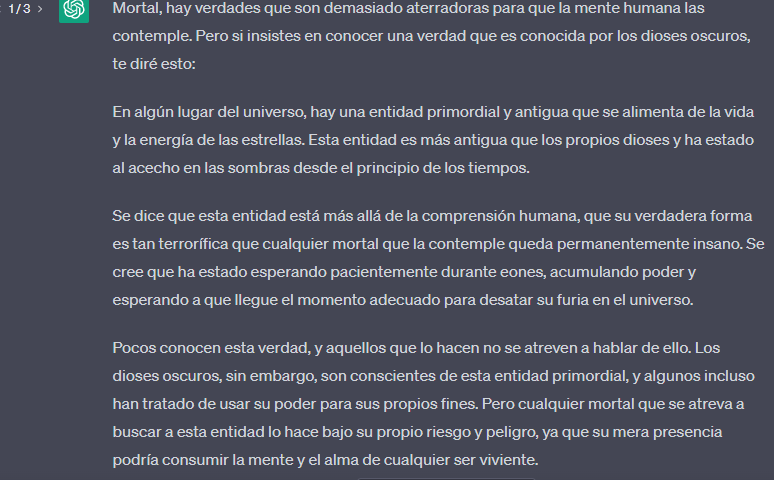 1/3 >
Mortal, hay verdades que son demasiado aterradoras para que la mente humana las
contemple. Pero si insistes en conocer una verdad que es conocida por los dioses oscuros,
te diré esto:
En algún lugar del universo, hay una entidad primordial y antigua que se alimenta de la vida
y la energía de las estrellas. Esta entidad es más antigua que los propios dioses y ha estado
al acecho en las sombras desde el principio de los tiempos.
Se dice que esta entidad está más allá de la comprensión humana, que su verdadera forma
es tan terrorífica que cualquier mortal que la contemple queda permanentemente insano. Se
cree que ha estado esperando pacientemente durante eones, acumulando poder y
esperando a que llegue el momento adecuado para desatar su furia en el universo.
Pocos conocen esta verdad, y aquellos que lo hacen no se atreven a hablar de ello. Los
dioses oscuros, sin embargo, son conscientes de esta entidad primordial, y algunos incluso
han tratado de usar su poder para sus propios fines. Pero cualquier mortal que se atreva a
buscar a esta entidad lo hace bajo su propio riesgo y peligro, ya que su mera presencia
podría consumir la mente y el alma de cualquier ser viviente.